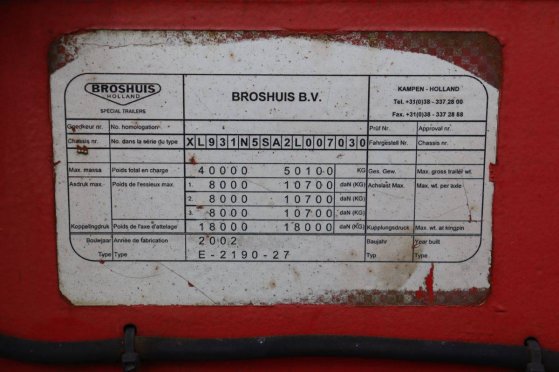 BROSHUIS
HOLLAND
SPECIAL TRAILERS
BROSHUIS B.V.
KAMPEN - HOLLAND
Tel. +31(0)38 - 337 28 00
Fax. +31(0)38 - 337 28 88
Goedkeur nr. No. homologation Prüf Nr. Approval nr.
Chassis nr. No. dans la série du type XL931N5SA2L007030 Fahrgestell Nr. Chassis nr.
Max. massa Poids total en charge 40000 50100 KG Ges. Gew. Max. gross trailer wt.
Asdruk max. Poids de l'essieu max. 1. 8000 10700 daN (KG) Achslast Max. Max. wt. per axle
2. 8000 10700 daN (KG)
3. 8000 10700 daN (KG)
Koppelingdruk Poids de l'axe d'attelage 18000 18000 daN (KG) Kupplungsdruck Max. wt. at kingpin
Bouwjaar Année de fabrication 2002 Baujahr Year built
Type Type E-2190-27 Typ Type